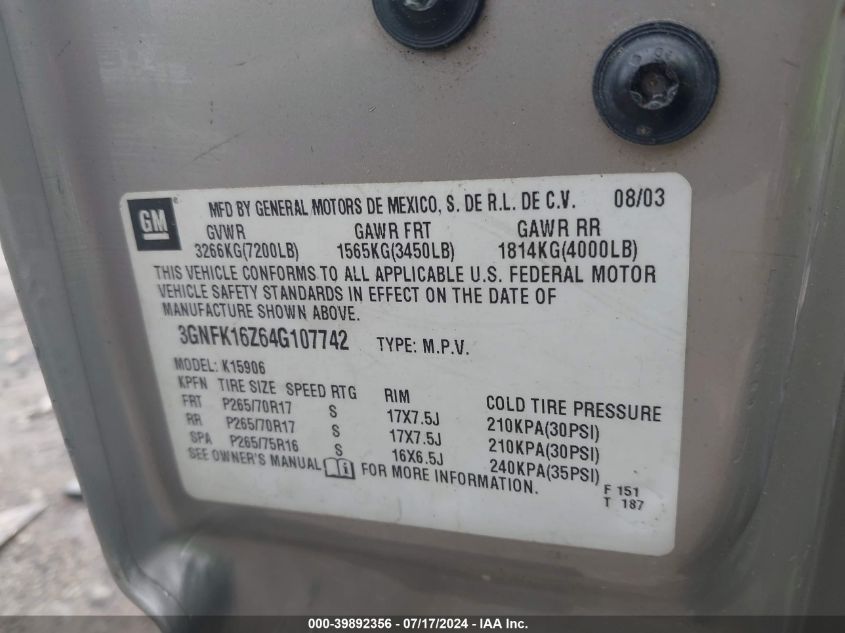 GM
MFD BY GENERAL MOTORS DE MEXICO, S. DE R.L. DE C.V. 08/03
GVWR GAWR FRT GAWR RR
3266KG(7200LB) 1565KG(3450LB) 1814KG(4000LB)
THIS VEHICLE CONFORMS TO ALL APPLICABLE U.S. FEDERAL MOTOR
VEHICLE SAFETY STANDARDS IN EFFECT ON THE DATE OF
MANUFACTURE SHOWN ABOVE.
3GNFK16Z64G107742 TYPE: M.P.V.
MODEL: K15906
KPFN TIRE SIZE SPEED RTG RIM COLD TIRE PRESSURE
FRT P265/70R17 S 17X7.5J 210KPA(30PSI)
RR P265/70R17 S 17X7.5J 210KPA(30PSI)
SPA P265/75R16 S 16X6.5J 240KPA(35PSI)
SEE OWNER'S MANUAL i FOR MORE INFORMATION.
F 151
T 187
000-39892356 | 07/17/2024 - IAA Inc.